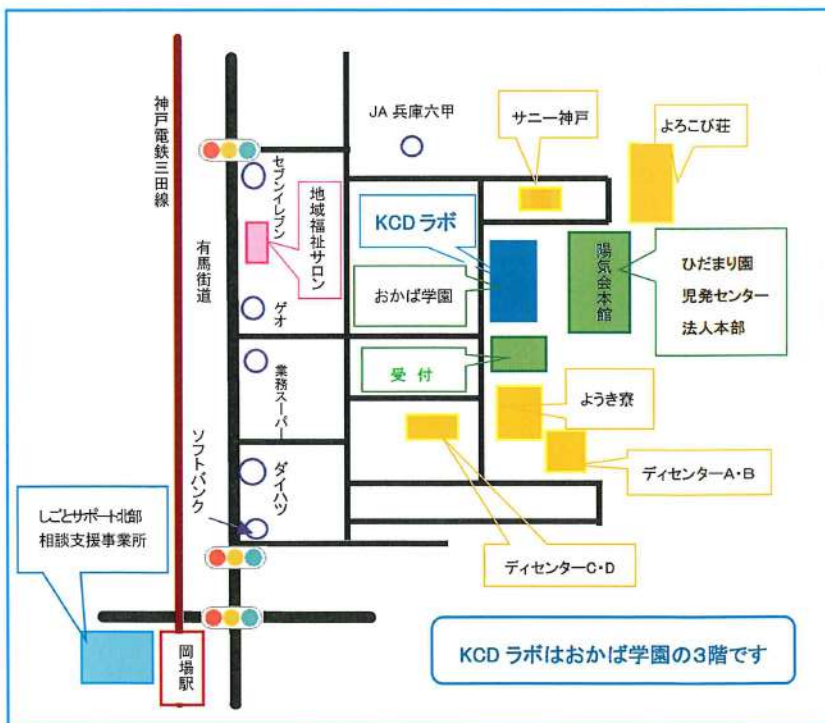 神戸電鉄三田線
有馬街道
JA 兵庫六甲
サニー神戸
よろこび荘
セブンイレブン
地域福祉サロン
KCD ラボ
おかば学園
陽気会本館
ひだまり園
児発センター
法人本部
ゲオ
受 付
業務スーパー
ようき寮
ソフトバンク
ダイハツ
ディセンターA・B
しごとサポート北部
相談支援事業所
ディセンターC・D
岡場駅
KCD ラボはおかば学園の3階です